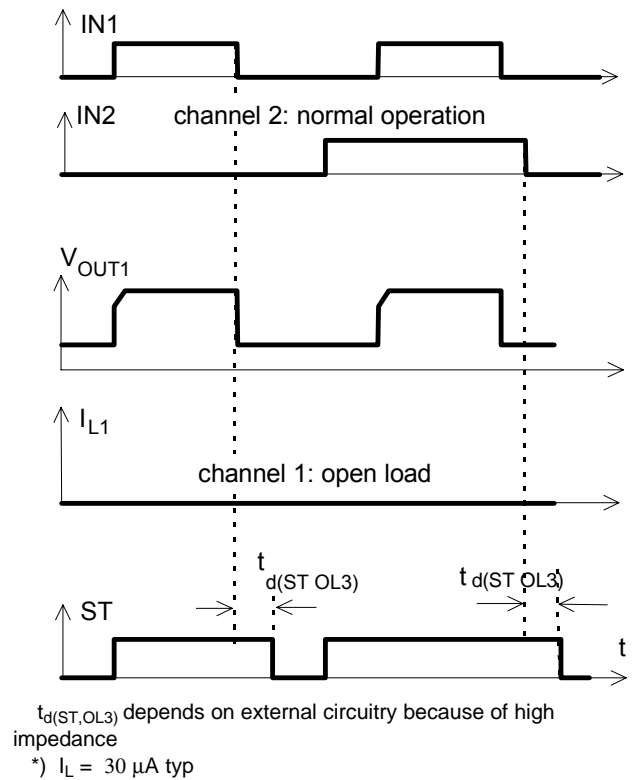 IN1
IN2
channel 2: normal operation
VOUT1
IL1
channel 1: open load
td(ST OL3)
td(ST OL3)
ST
t
td(ST,OL3) depends on external circuitry because of high
impedance
*) IL = 30 μA typ